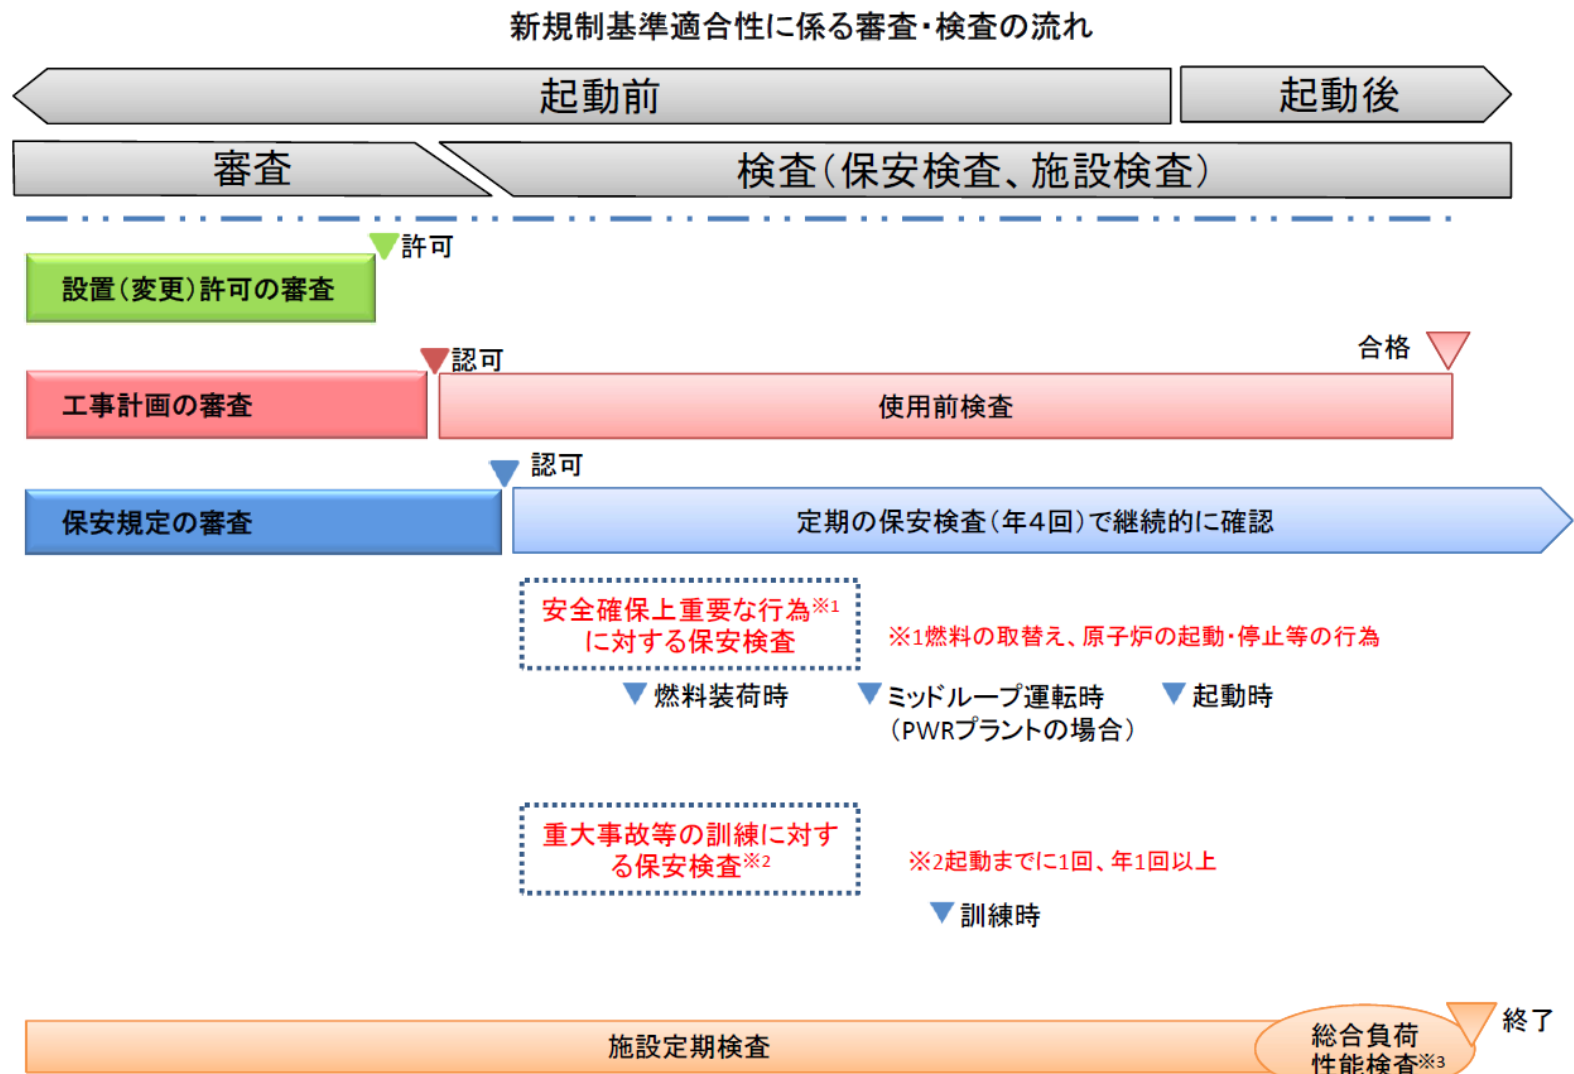 新規制基準適合性に係る審査・検査の流れ
起動前
起動後
審査
検査(保安検査、施設検査)
許可
設置(変更)許可の審査
認可
合格
工事計画の審査
使用前検査
認可
保安規定の審査
定期の保安検査(年4回)で継続的に確認
安全確保上重要な行為※1
に対する保安検査
※1燃料の取替え、原子炉の起動・停止等の行為
燃料装荷時
ミッドループ運転時
(PWRプラントの場合)
起動時
重大事故等の訓練に対す
る保安検査※2
※2起動までに1回、年1回以上
訓練時
施設定期検査
総合負荷
性能検査※3
終了